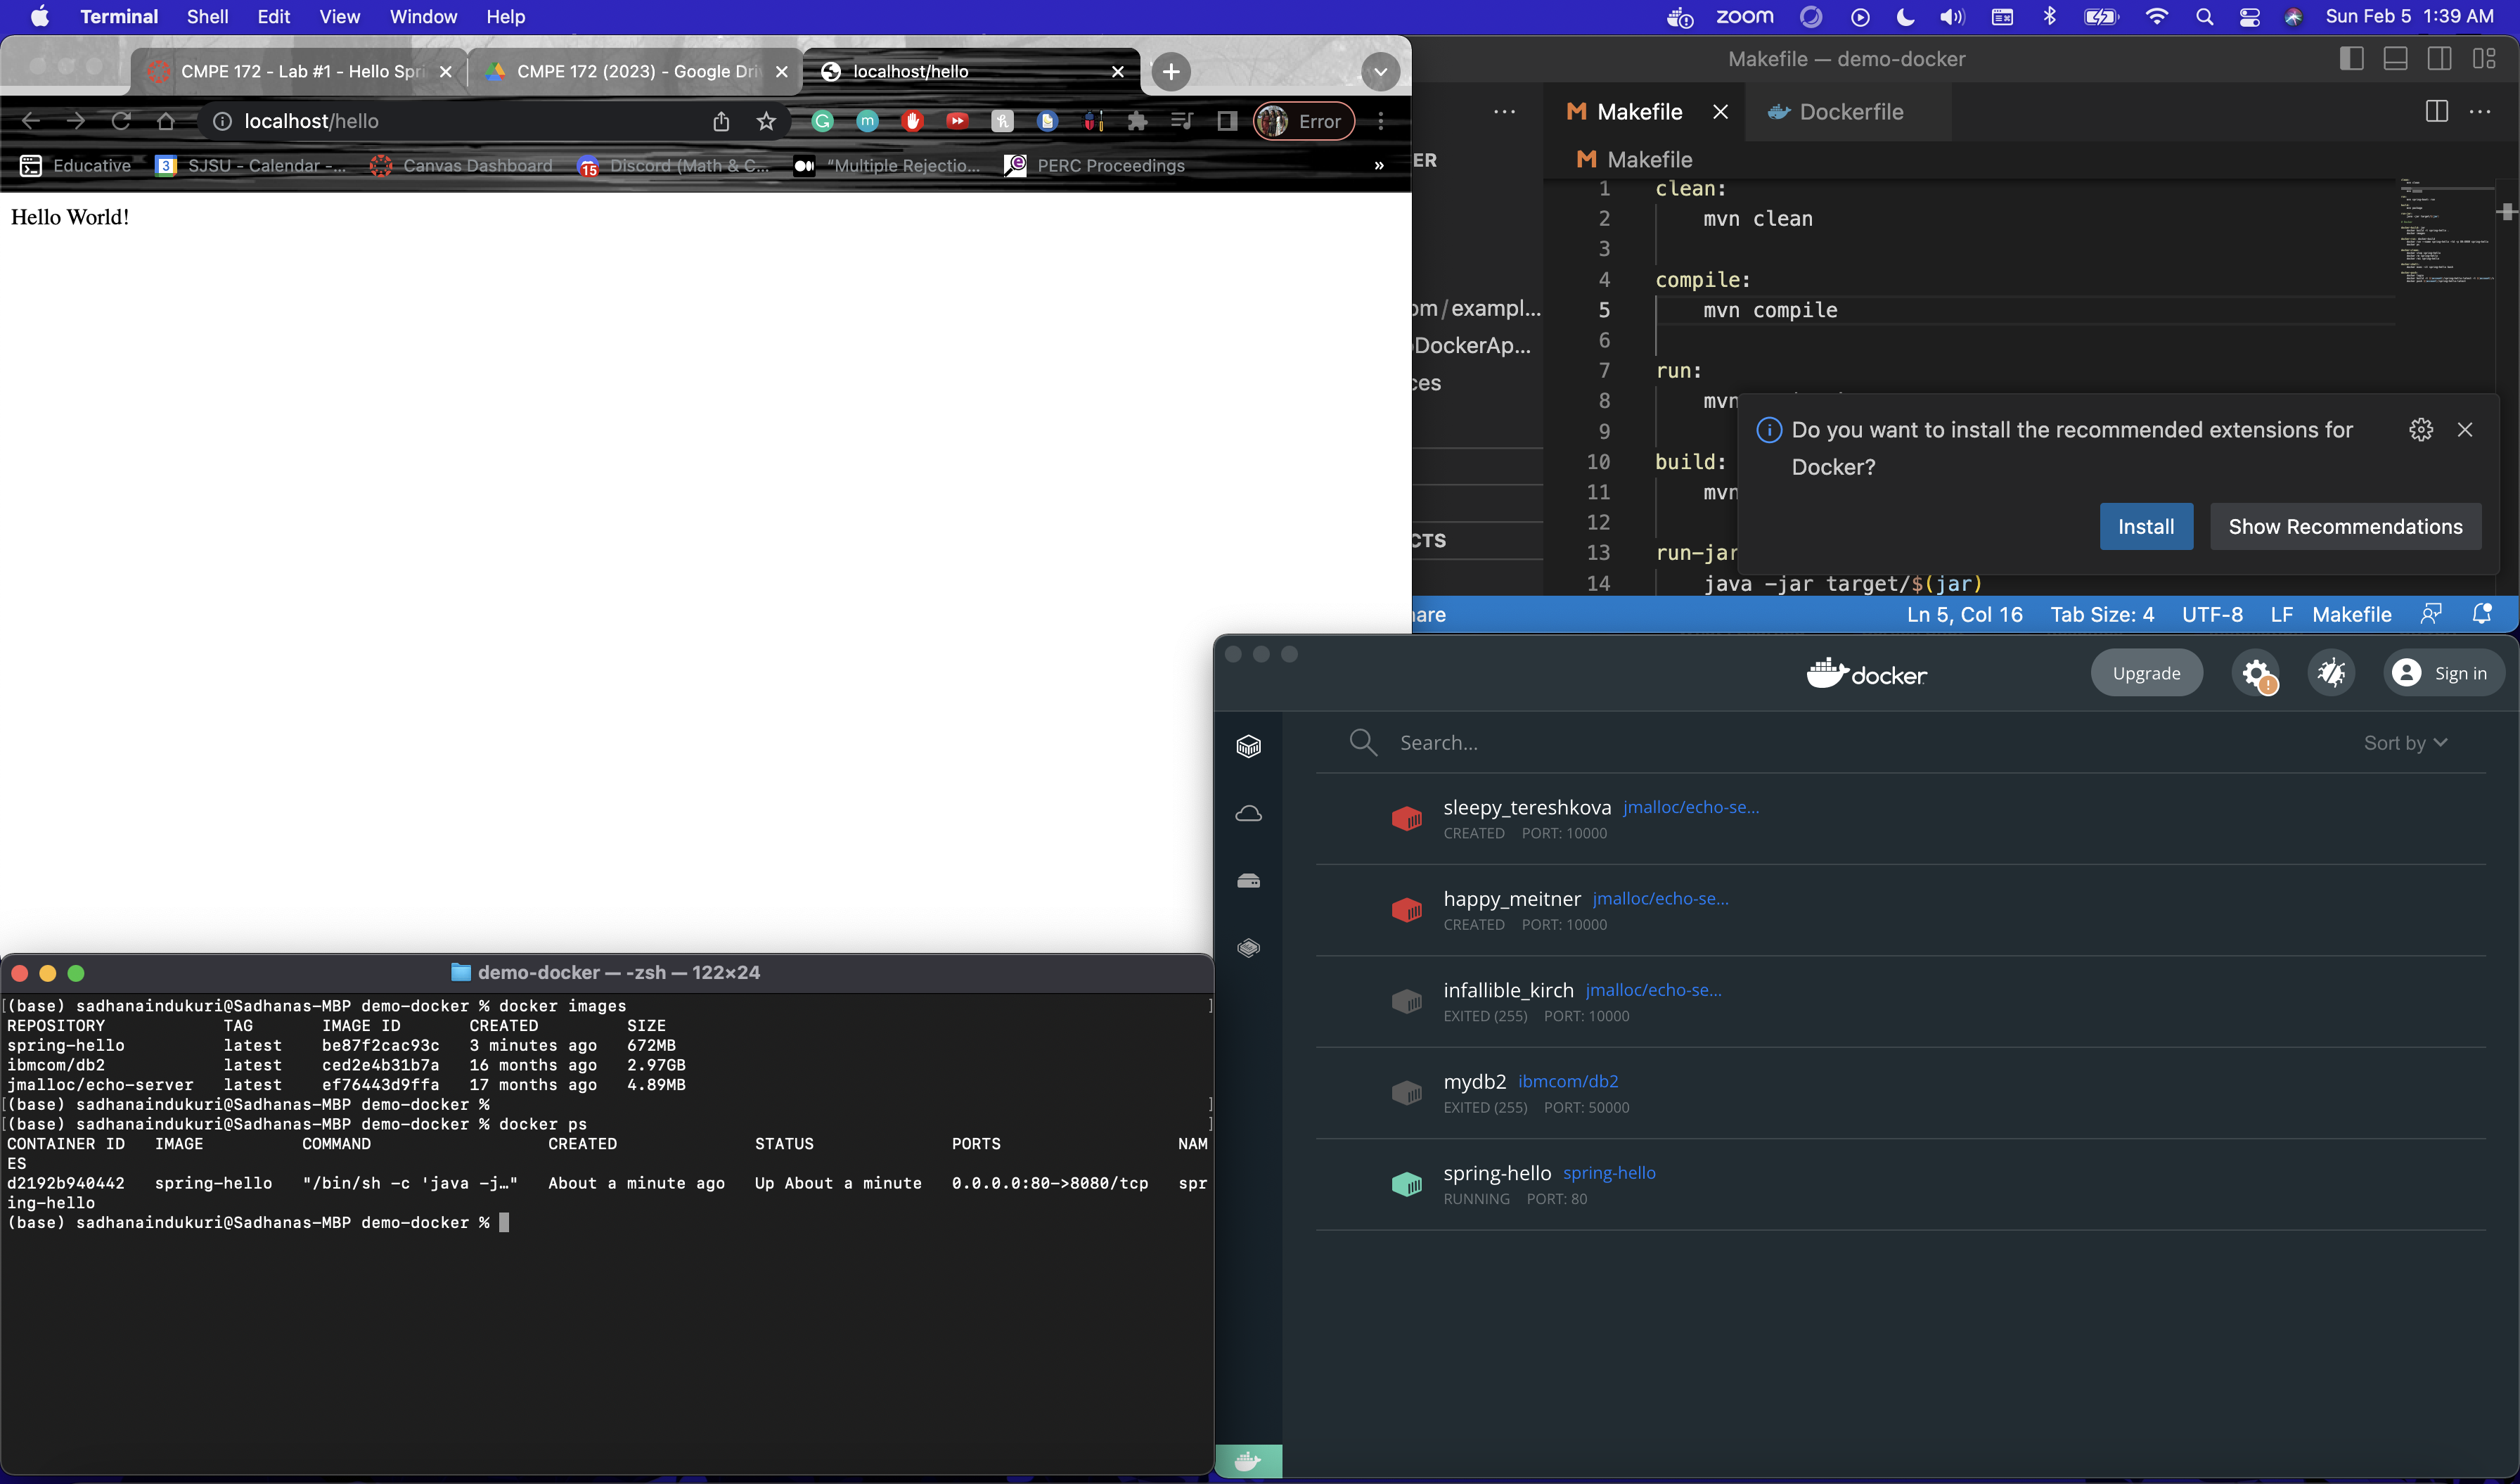 Terminal Shell Edit View Window Help
zoom Sun Feb 5 1:39 AM
CMPE 172 - Lab #1 - Hello Spri
CMPE 172 (2023) - Google Driv
localhost/hello
localhost/hello
Error
Educative
SJSU - Calendar -...
Canvas Dashboard
15
Discord (Math & C...
"Multiple Rejectio...
PERC Proceedings
»
Hello World!
Makefile — demo-docker
ER
om/exampl...
DockerAp...
ces
CTS
M Makefile
Dockerfile
M Makefile
1 clean:
2 mvn clean
3
4 compile:
5 mvn compile
6
7 run:
8 mvn
9
10 build:
11 mvn
12
13 run-jar
14 java -jar target/$(jar)
Do you want to install the recommended extensions for
Docker?
Install
Show Recommendations
are
Ln 5, Col 16 Tab Size: 4 UTF-8 LF Makefile
docker
Upgrade
Sign in
Search...
Sort by
sleepy_tereshkova jmalloc/echo-se...
CREATED PORT: 10000
happy_meitner jmalloc/echo-se...
CREATED PORT: 10000
infallible_kirch jmalloc/echo-se...
EXITED (255) PORT: 10000
mydb2 ibmcom/db2
EXITED (255) PORT: 50000
spring-hello spring-hello
RUNNING PORT: 80
demo-docker — -zsh — 122×24
[(base) sadhanaindukuri@Sadhanas-MBP demo-docker % docker images ]
REPOSITORY TAG IMAGE ID CREATED SIZE
spring-hello latest be87f2cac93c 3 minutes ago 672MB
ibmcom/db2 latest ced2e4b31b7a 16 months ago 2.97GB
jmalloc/echo-server latest ef76443d9ffa 17 months ago 4.89MB
[(base) sadhanaindukuri@Sadhanas-MBP demo-docker % ]
[(base) sadhanaindukuri@Sadhanas-MBP demo-docker % docker ps ]
CONTAINER ID IMAGE COMMAND CREATED STATUS PORTS NAM
ES
d2192b940442 spring-hello "/bin/sh -c 'java -j…" About a minute ago Up About a minute 0.0.0.0:80->8080/tcp spr
ing-hello
(base) sadhanaindukuri@Sadhanas-MBP demo-docker %